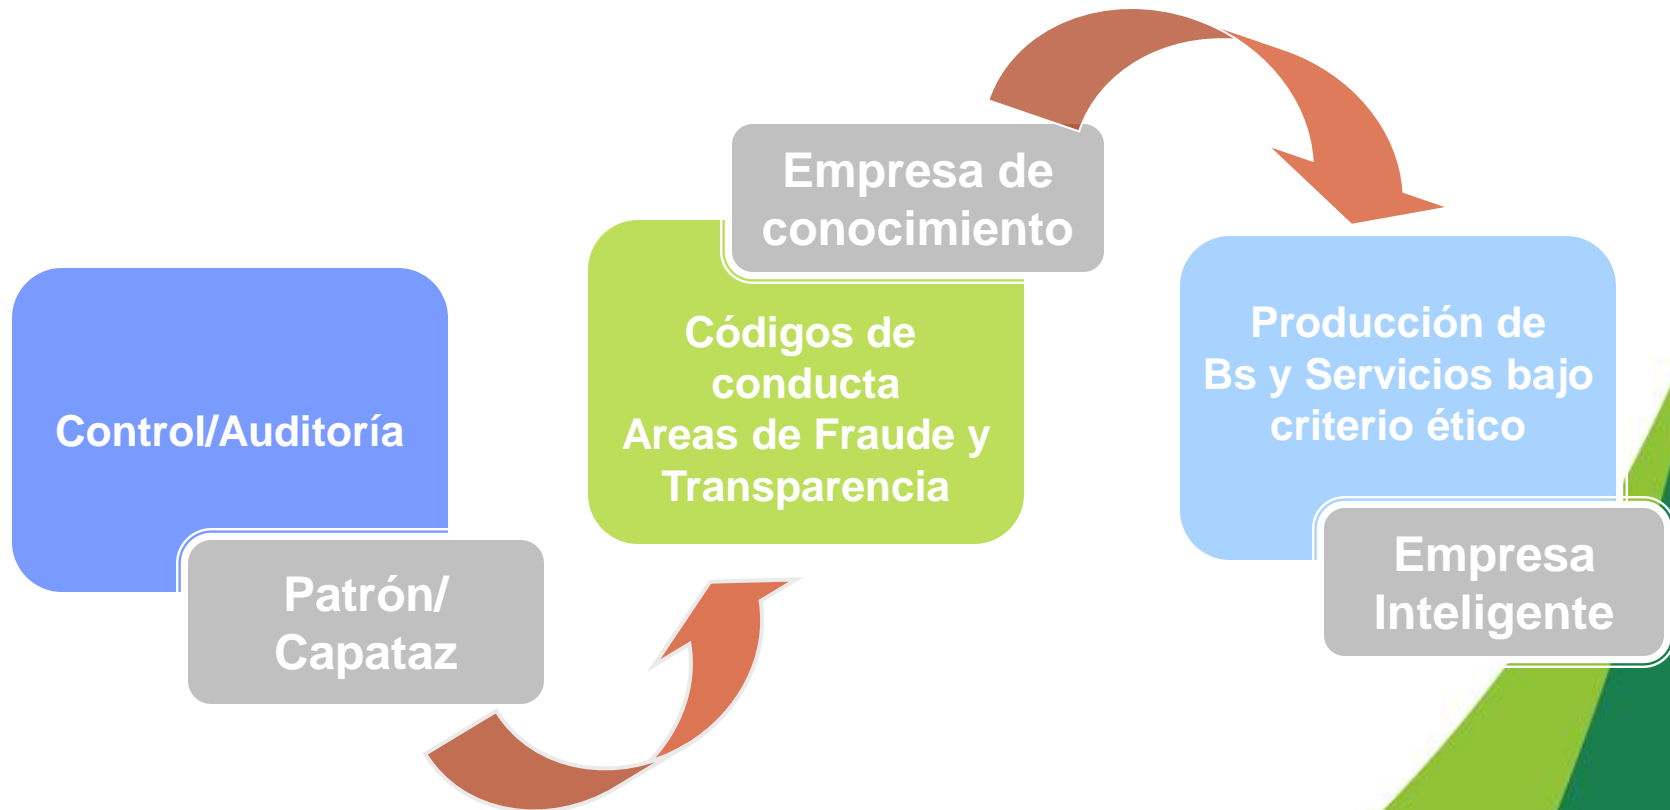 Control/Auditoría
Patrón/
Capataz
Empresa de
conocimiento
Códigos de
conducta
Areas de Fraude y
Transparencia
Producción de
Bs y Servicios bajo
criterio ético
Empresa
Inteligente